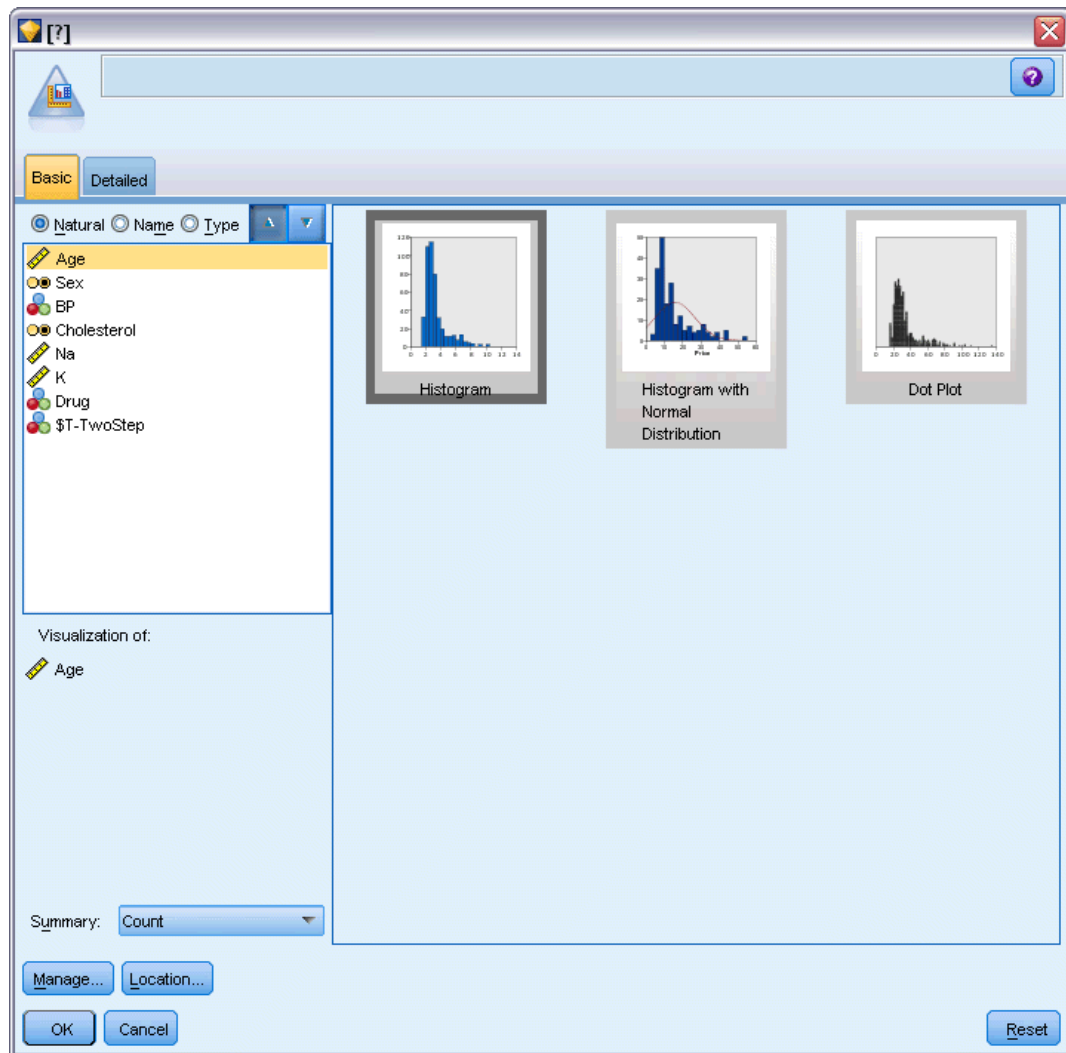 [?]
Basic Detailed
Natural Name Type
Age
Sex
BP
Cholesterol
Na
K
Drug
$T-TwoStep
Visualization of:
Age
Summary: Count
Histogram
Price
Histogram with
Normal
Distribution
Dot Plot
Manage... Location...
OK Cancel Reset